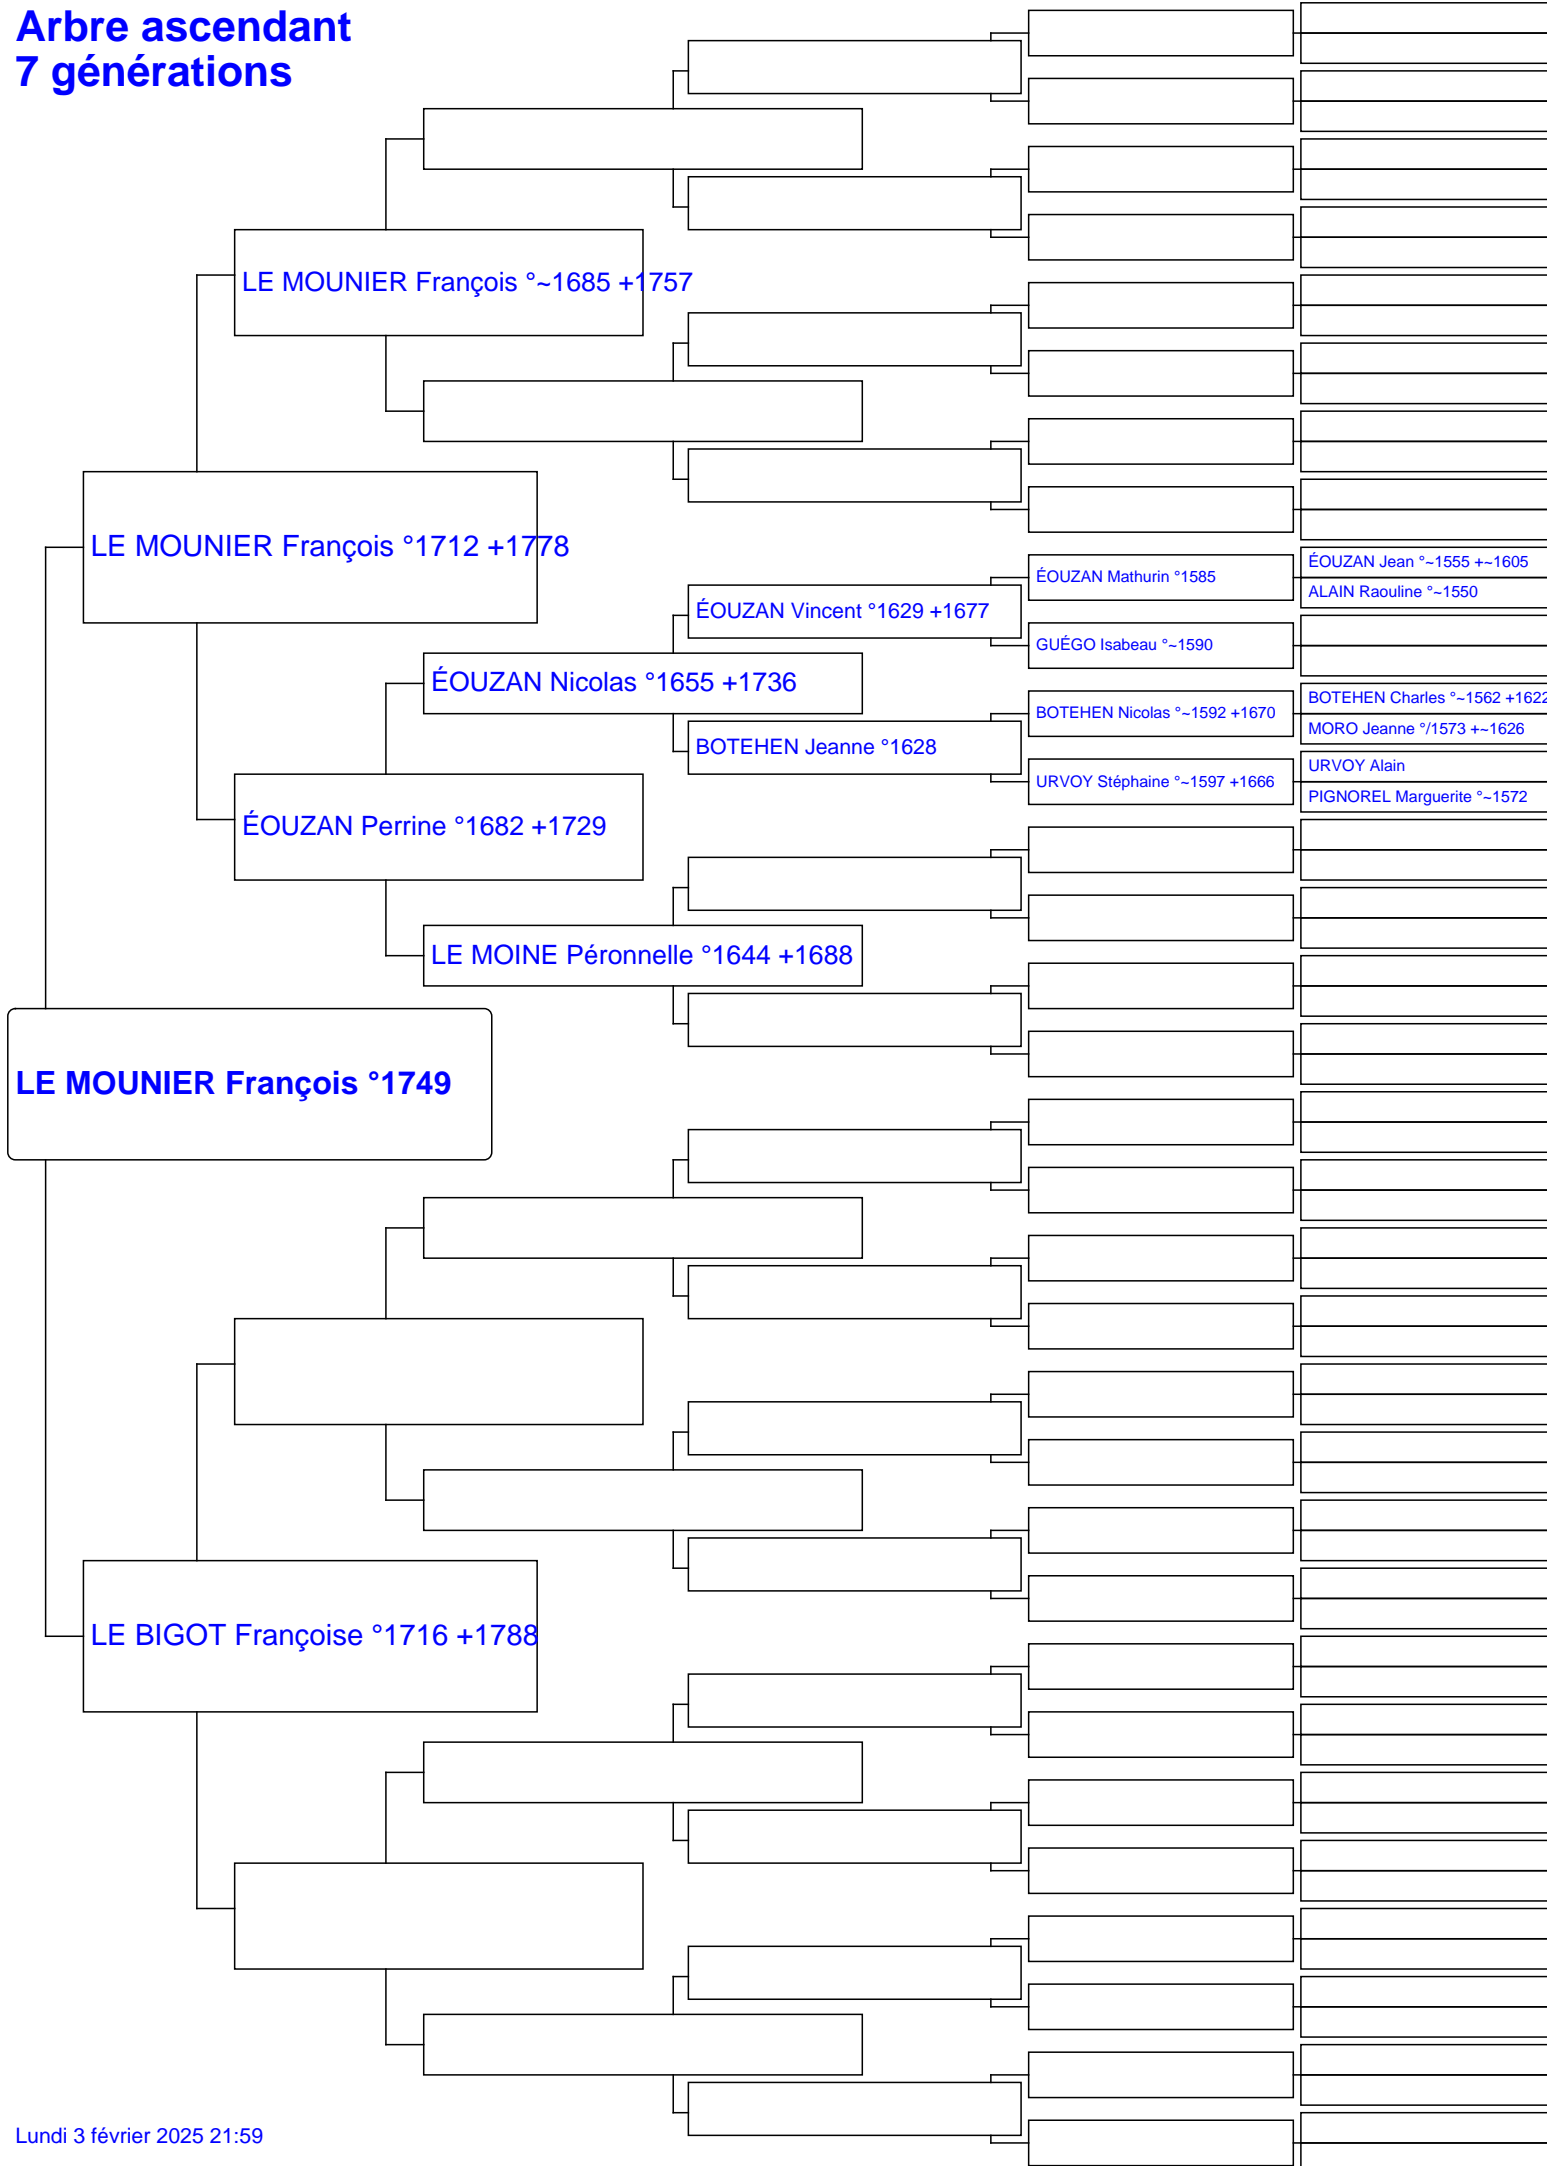 Arbre ascendant
7 générations
LE MOUNIER François °~1685 +1757
LE MOUNIER François °1712 +1778
ÉOUZAN Jean °~1555 +~1605
ÉOUZAN Mathurin °1585
ALAIN Raouline °~1550
ÉOUZAN Vincent °1629 +1677
GUÉGO Isabeau °~1590
ÉOUZAN Nicolas °1655 +1736
BOTEHEN Charles °~1562 +1622
BOTEHEN Nicolas °~1592 +1670
MORO Jeanne °/1573 +~1626
BOTEHEN Jeanne °1628
URVOY Alain
URVOY Stéphaine °~1597 +1666
PIGNOREL Marguerite °~1572
ÉOUZAN Perrine °1682 +1729
LE MOINE Péronnelle °1644 +1688
LE MOUNIER François °1749
LE BIGOT Françoise °1716 +1788
Lundi 3 février 2025 21:59